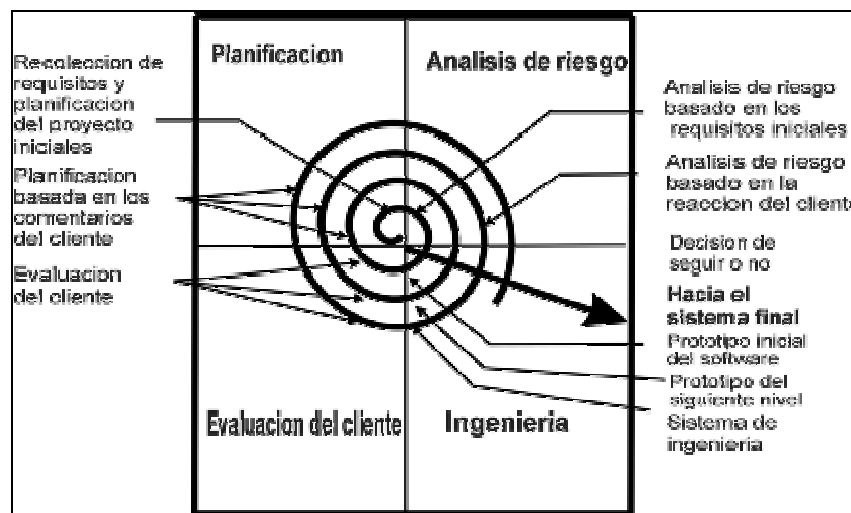 Planificacion
Analisis de riesgo
Recoleccion de
requisitos y
planificacion
del proyecto
iniciales
Planificacion
basada en los
comentarios
del cliente
Evaluacion
del cliente
Analisis de riesgo
basado en los
requisitos iniciales
Analisis de riesgo
basado en la
reaccion del cliente
Decision de
seguir o no
Hacia el
sistema final
Prototipo inicial
del software
Prototipo del
siguiente nivel
Sistema de
ingenieria
Evaluacion del cliente
Ingenieria